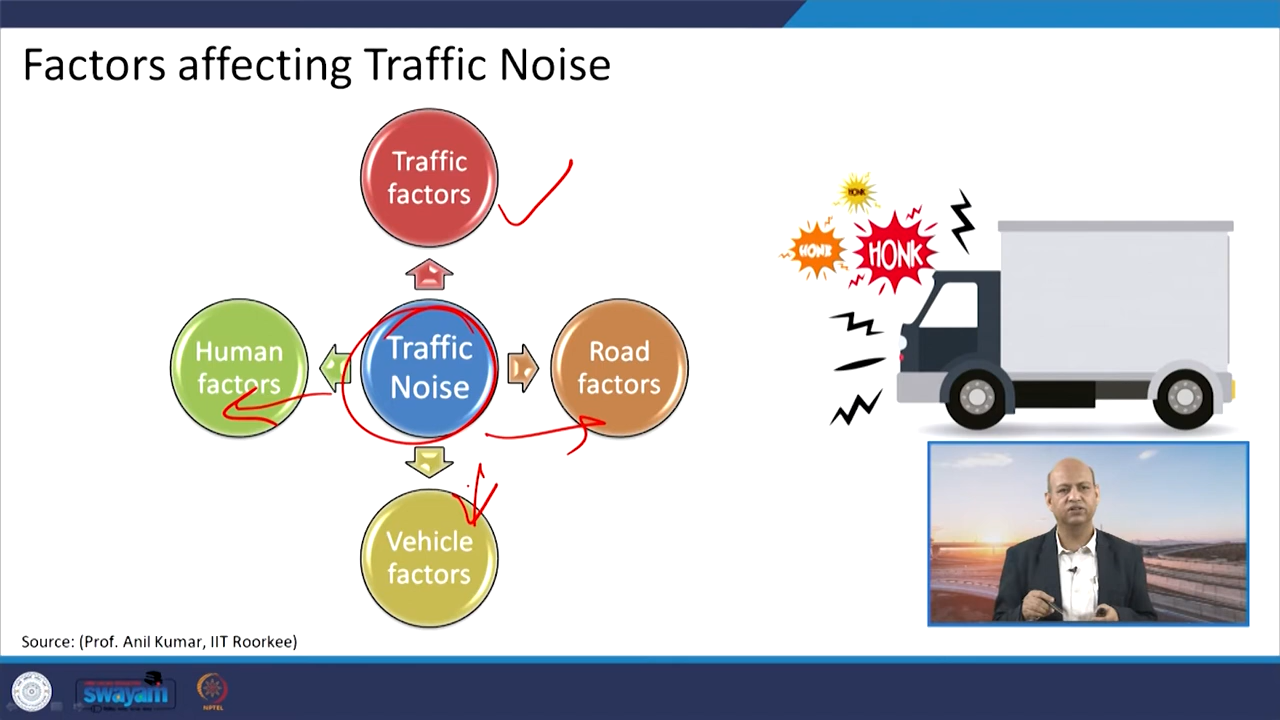 Factors affecting Traffic Noise
Traffic
factors
Human
factors
Traffic
Noise
Road
factors
Vehicle
factors
HONK
HONK
HONK
Source: (Prof. Anil Kumar, IIT Roorkee)
swayam
NPTEL